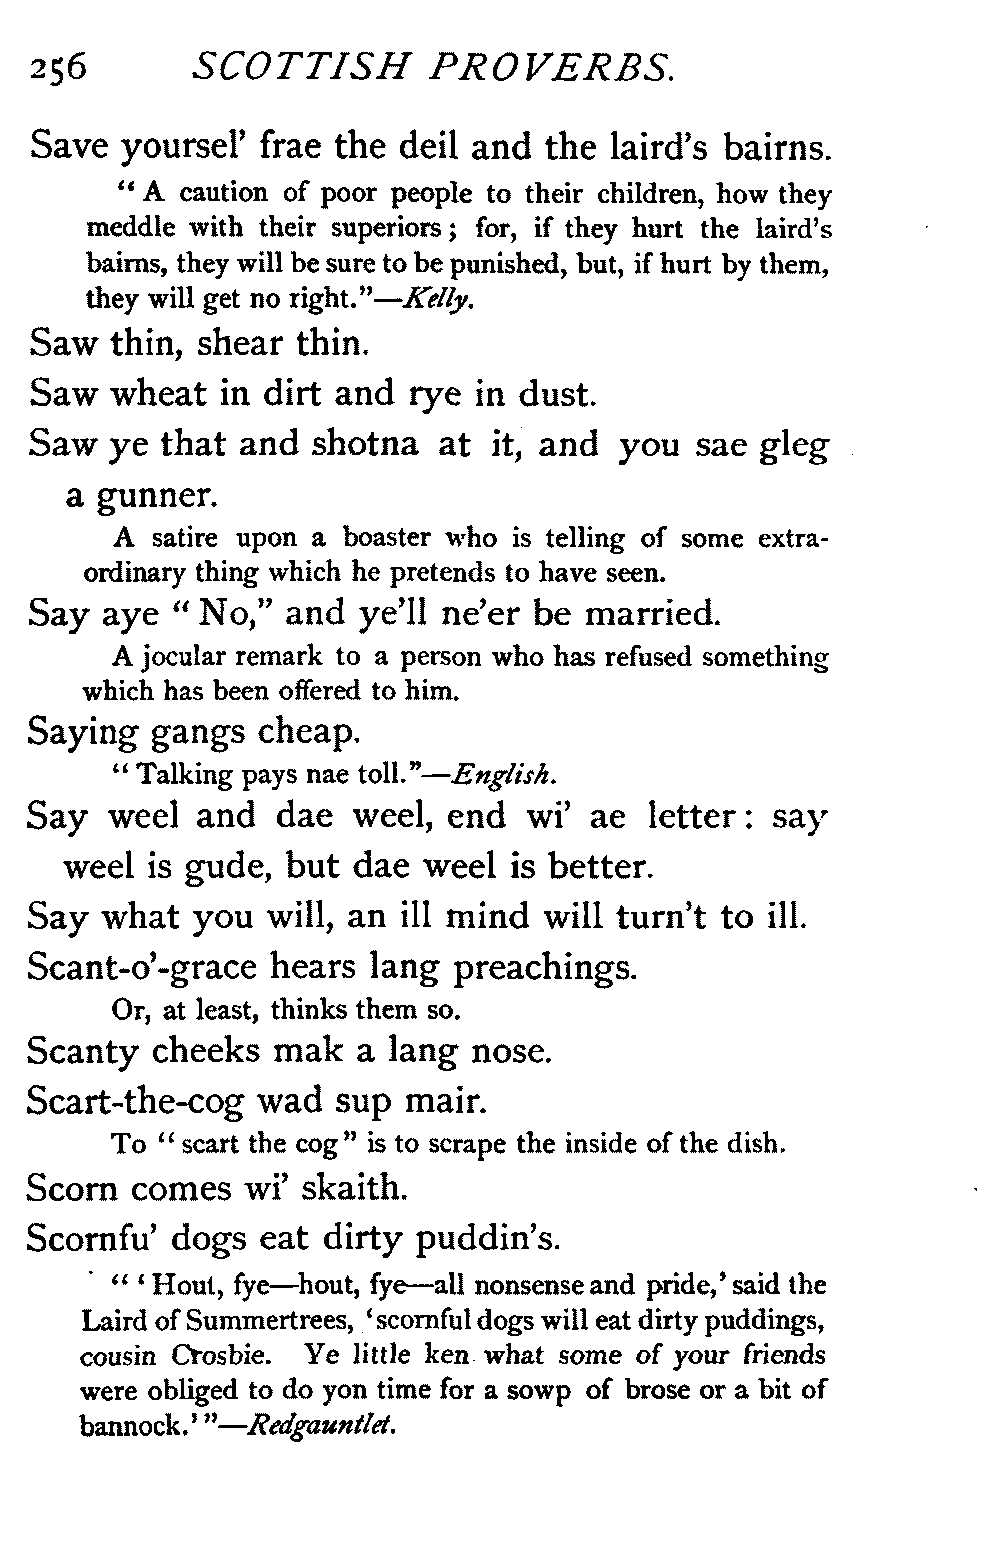 256 SCOTTISH PROVERBS.
Save yoursel' frae the deil and the laird's bairns.
“ A caution of poor people to their children, how they
meddle with their superiors ; for, if they hurt the laird's
bairns, they will be sure to be punished, but, if hurt by them,
they will get no right.”—Kelly.
Saw thin, shear thin.
Saw wheat in dirt and rye in dust.
Saw ye that and shotna at it, and you sae gleg
a gunner.
A satire upon a boaster who is telling of some extra-
ordinary thing which he pretends to have seen.
Say aye “ No,” and ye'll ne'er be married.
A jocular remark to a person who has refused something
which has been offered to him.
Saying gangs cheap.
“ Talking pays nae toll.”—English.
Say weel and dae weel, end wi' ae letter : say
weel is gude, but dae weel is better.
Say what you will, an ill mind will turn't to ill.
Scant-o'-grace hears lang preachings.
Or, at least, thinks them so.
Scanty cheeks mak a lang nose.
Scart-the-cog wad sup mair.
To “ scart the cog ” is to scrape the inside of the dish.
Scorn comes wi' skaith.
Scornfu' dogs eat dirty puddin's.
“ ‘ Hout, fye—hout, fye—all nonsense and pride,’ said the
Laird of Summertrees, ‘ scornful dogs will eat dirty puddings,
cousin Crosbie. Ye little ken what some of your friends
were obliged to do yon time for a sowp of brose or a bit of
bannock.’ ”—Redgauntlet.